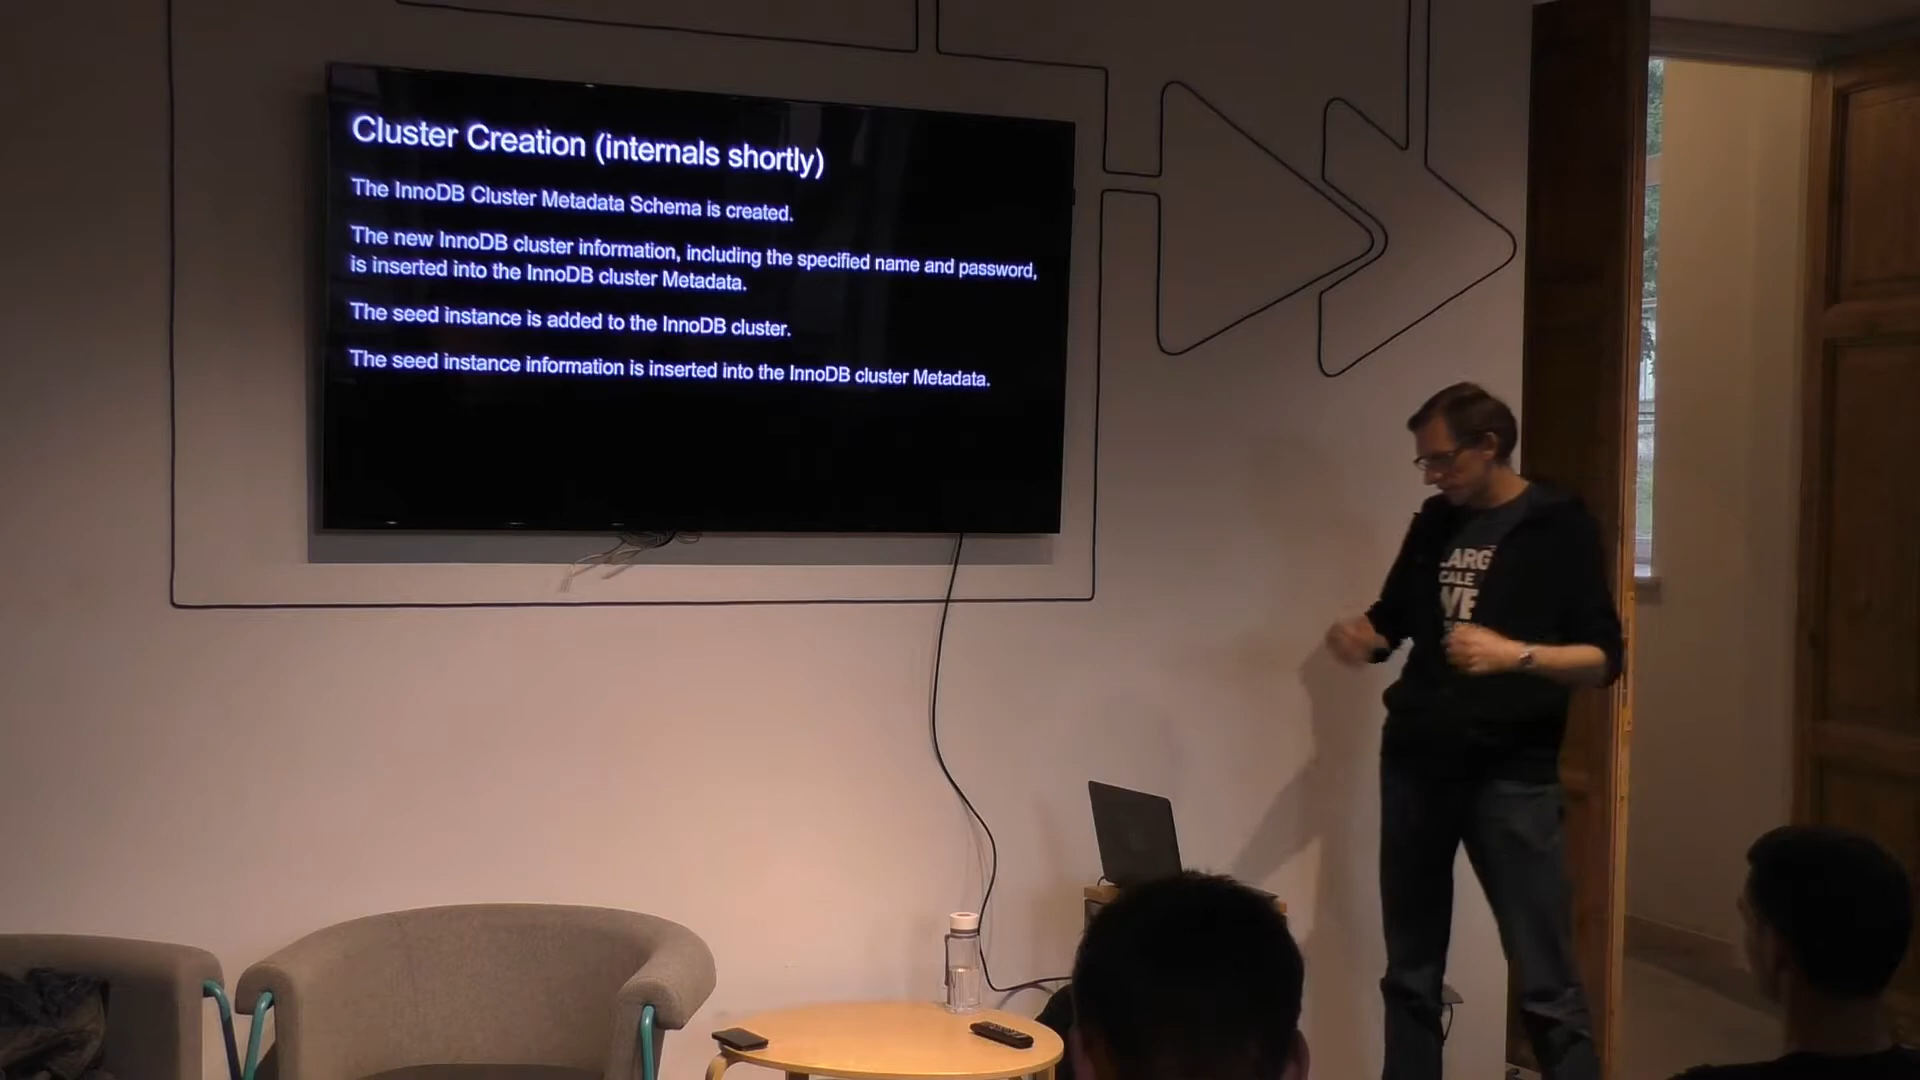 Cluster Creation (internals shortly)
The InnoDB Cluster Metadata Schema is created.
The new InnoDB cluster information, including the specified name and password,
is inserted into the InnoDB cluster Metadata.
The seed instance is added to the InnoDB cluster.
The seed instance information is inserted into the InnoDB cluster Metadata.
LARG
CALE